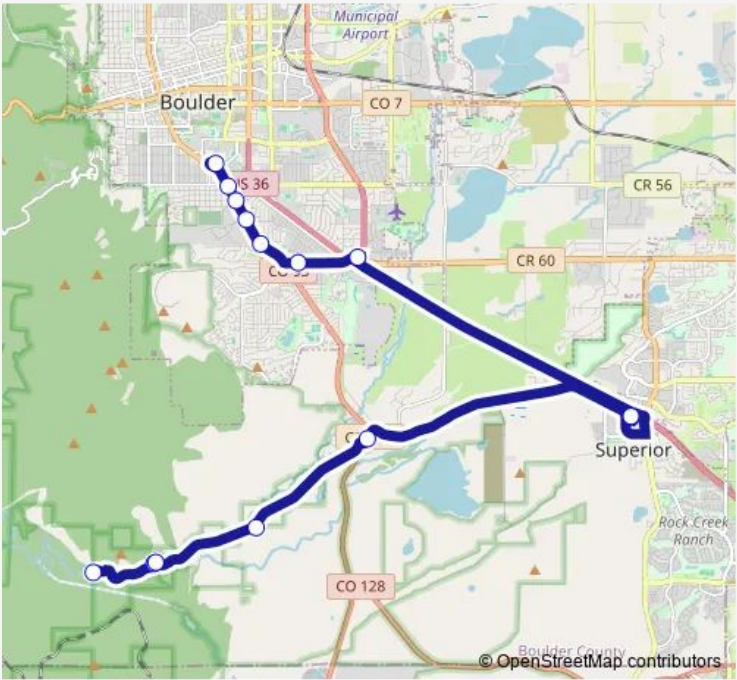 Municipal
Airport
Boulder
CO 7
US 36
CR 56
CO 93
CR 60
Superior
Rock Creek
Ranch
CO 128
Boulder County
© OpenStreetMap contributors